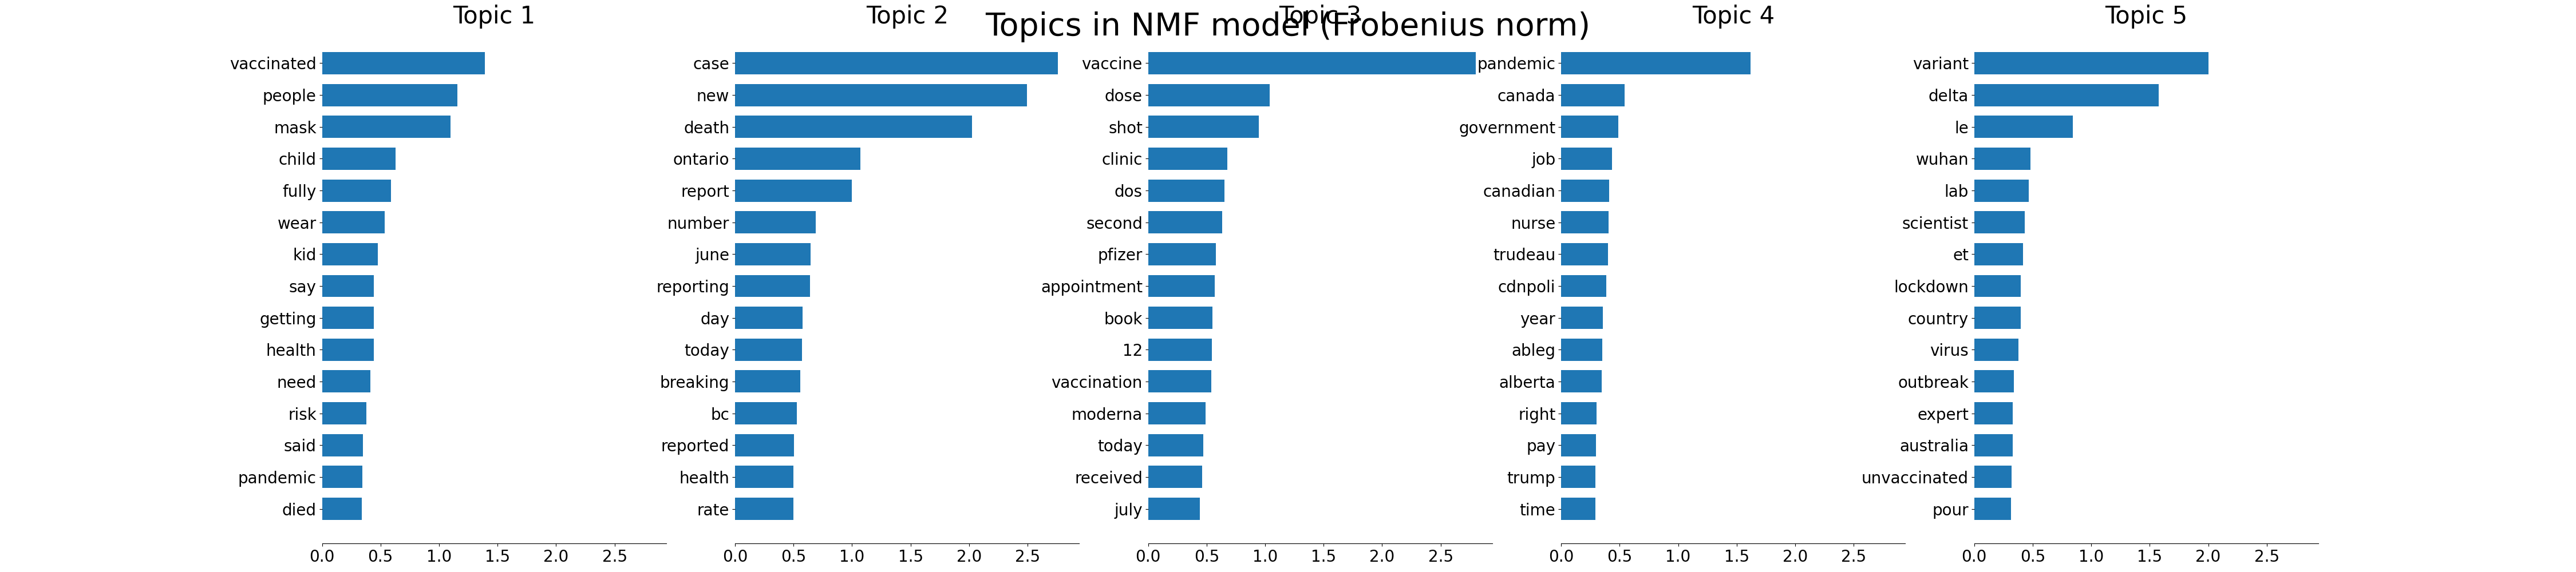 Topics in NMF model (Frobenius norm)
Topic 1
vaccinated
people
mask
child
fully
wear
kid
say
getting
health
need
risk
said
pandemic
died
0.0 0.5 1.0 1.5 2.0 2.5
Topic 2
case
new
death
ontario
report
number
june
reporting
day
today
breaking
bc
reported
health
rate
0.0 0.5 1.0 1.5 2.0 2.5
Topic 3
vaccine
dose
shot
clinic
dos
second
pfizer
appointment
book
12
vaccination
moderna
today
received
july
0.0 0.5 1.0 1.5 2.0 2.5
Topic 4
pandemic
canada
government
job
canadian
nurse
trudeau
cdnpoli
year
ableg
alberta
right
pay
trump
time
0.0 0.5 1.0 1.5 2.0 2.5
Topic 5
variant
delta
le
wuhan
lab
scientist
et
lockdown
country
virus
outbreak
expert
australia
unvaccinated
pour
0.0 0.5 1.0 1.5 2.0 2.5